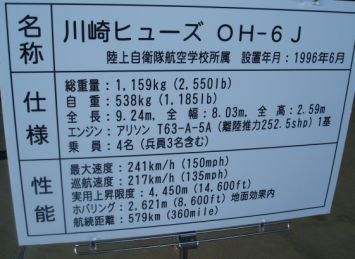 名称 川崎ヒューズ OH-6J
陸上自衛隊航空学校所属 設置年月：1996年6月
仕様 総重量：1,159kg (2,550lb)
自重：538kg (1,185lb)
全長：9.24m, 全幅：8.03m, 全高：2.59m
エンジン：アリソン T63-A-5A (離陸推力252.5shp) 1基
乗員：4名 (兵員3名含む)
性能 最大速度：241km/h (150mph)
巡航速度：217km/h (135mph)
実用上昇限度：4,450m (14,600ft)
ホバリング：2,621m (8,600ft) 地面効果内
航続距離：579km (360mile)